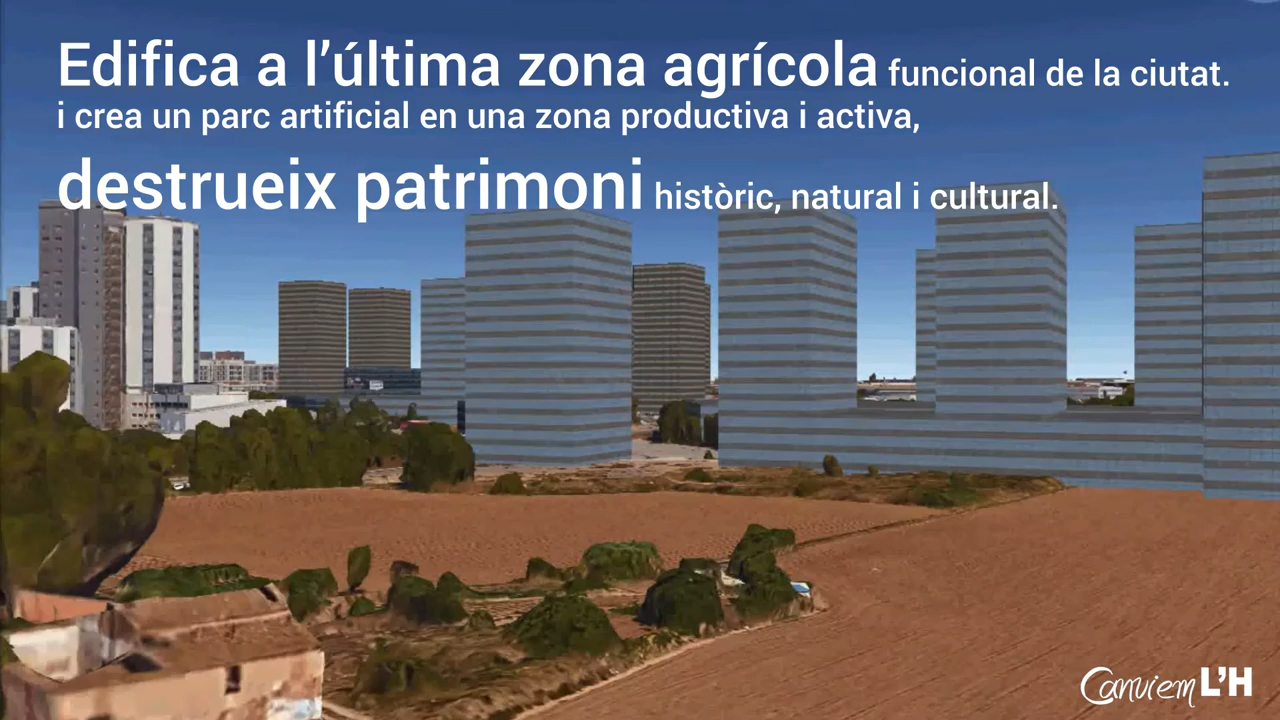 Edifica a l'última zona agrícola funcional de la ciutat.
i crea un parc artificial en una zona productiva i activa,
destrueix patrimoni històric, natural i cultural.
Canviem L'H